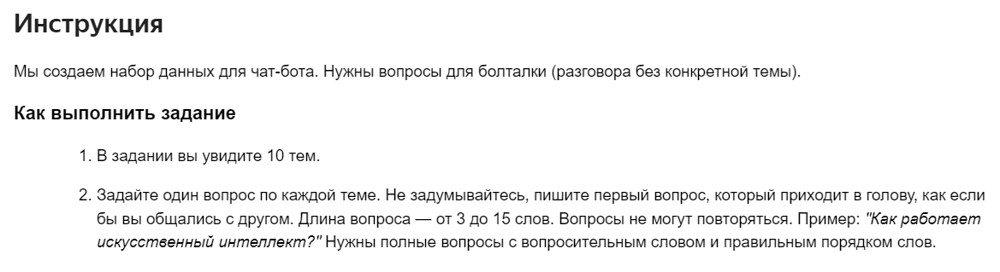 Инструкция
Мы создаем набор данных для чат-бота. Нужны вопросы для болталки (разговора без конкретной темы).
Как выполнить задание
1. В задании вы увидите 10 тем.
2. Задайте один вопрос по каждой теме. Не задумывайтесь, пишите первый вопрос, который приходит в голову, как если
бы вы общались с другом. Длина вопроса — от 3 до 15 слов. Вопросы не могут повторяться. Пример: "Как работает
искусственный интеллект?" Нужны полные вопросы с вопросительным словом и правильным порядком слов.